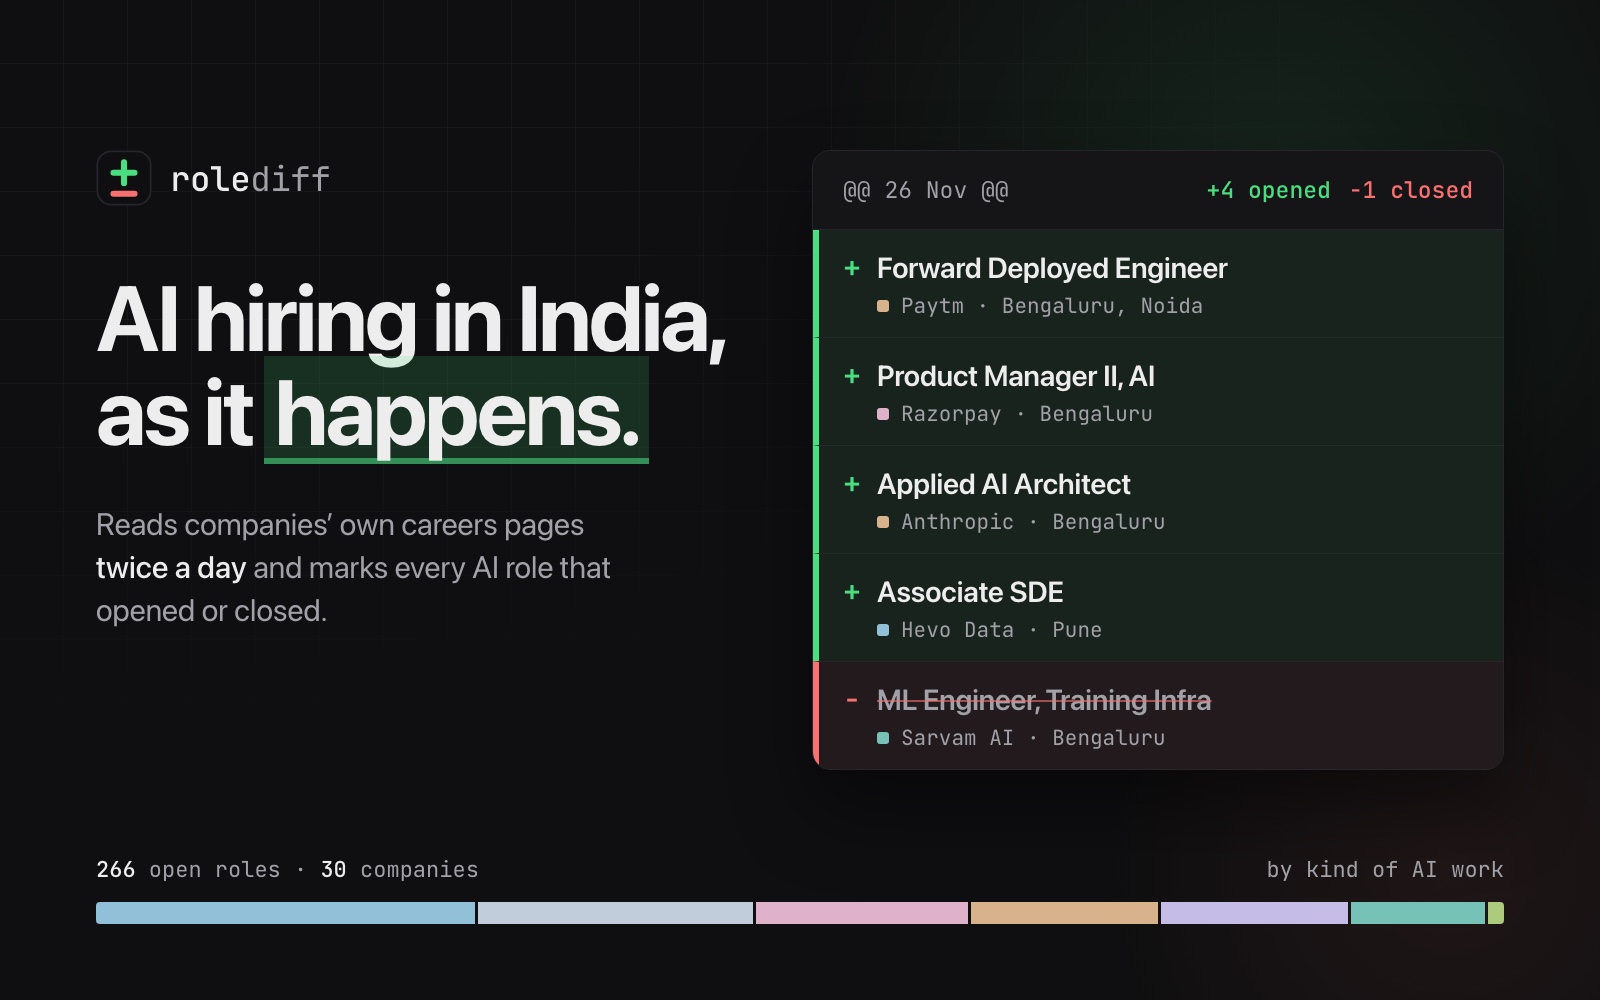 rolediff
AI hiring in India,
as it happens.
Reads companies’ own careers pages
twice a day and marks every AI role that
opened or closed.
@@ 26 Nov @@ +4 opened -1 closed
+ Forward Deployed Engineer
Paytm · Bengaluru, Noida
+ Product Manager II, AI
Razorpay · Bengaluru
+ Applied AI Architect
Anthropic · Bengaluru
+ Associate SDE
Hevo Data · Pune
- ML Engineer, Training Infra
Sarvam AI · Bengaluru
266 open roles · 30 companies
by kind of AI work